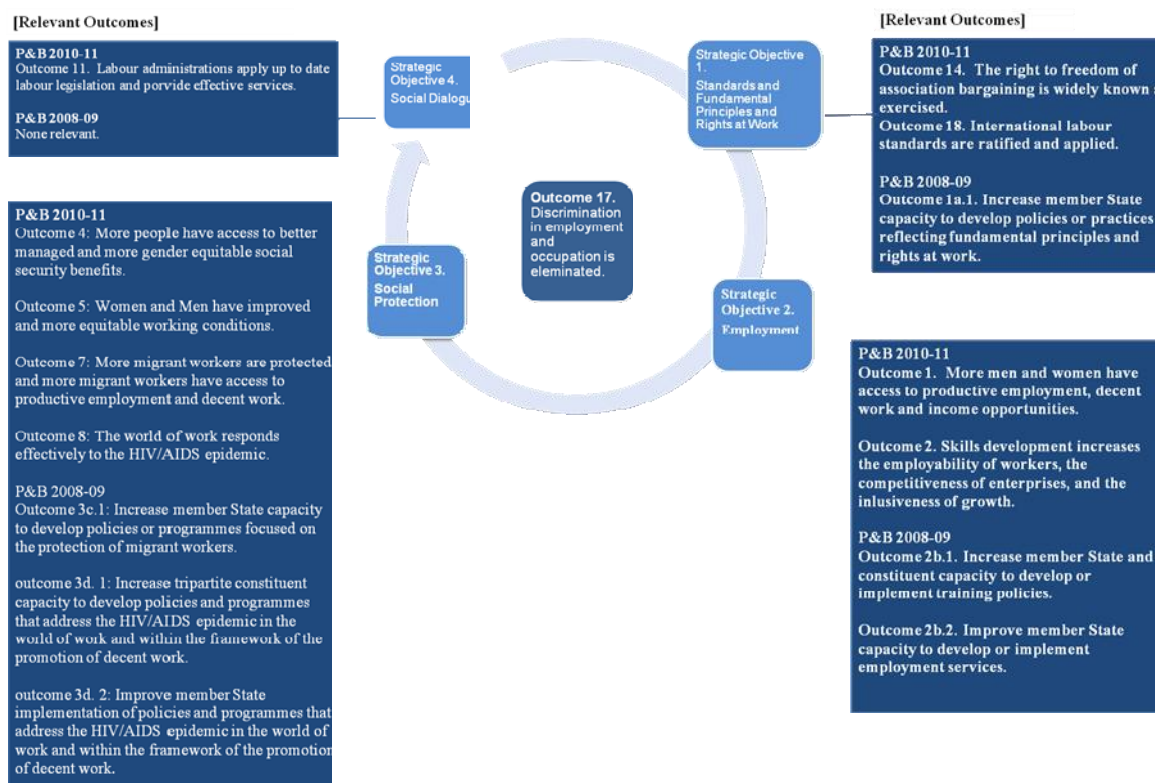 [Relevant Outcomes]
P&B 2010-11
Outcome 11. Labour administrations apply up to date
labour legislation and porvide effective services.
P&B 2008-09
None relevant.
P&B 2010-11
Outcome 4: More people have access to better
managed and more gender equitable social
security benefits.
Outcome 5: Women and Men have improved
and more equitable working conditions.
Outcome 7: More migrant workers are protected
and more migrant workers have access to
productive employment and decent work.
Outcome 8: The world of work responds
effectively to the HIV/AIDS epidemic.
P&B 2008-09
Outcome 3c.1: Increase member State capacity
to develop policies or programmes focused on
the protection of migrant workers.
outcome 3d. 1: Increase tripartite constituent
capacity to develop policies and programmes
that address the HIV/AIDS epidemic in the
world of work and within the framework of the
promotion of decent work.
outcome 3d. 2: Improve member State
implementation of policies and programmes that
address the HIV/AIDS epidemic in the world of
work and within the framework of the promotion
of decent work.
Strategic
Objective 4.
Social Dialogu
Strategic Objective
1.
Standards and
Fundamental
Principles and
Rights at Work
Outcome 17.
Discrimination
in employment
and
occupation is
eleminated.
Strategic
Objective 3.
Social
Protection
Strategic
Objective 2.
Employment
[Relevant Outcomes]
P&B 2010-11
Outcome 14. The right to freedom of
association bargaining is widely known
exercised.
Outcome 18. International labour
standards are ratified and applied.
P&B 2008-09
Outcome 1a.1. Increase member State
capacity to develop policies or practices
reflecting fundamental principles and
rights at work.
P&B 2010-11
Outcome 1. More men and women have
access to productive employment, decent
work and income opportunities.
Outcome 2. Skills development increases
the employability of workers, the
competitiveness of enterprises, and the
inlusiveness of growth.
P&B 2008-09
Outcome 2b.1. Increase member State and
constituent capacity to develop or
implement training policies.
Outcome 2b.2. Improve member State
capacity to develop or implement
employment services.